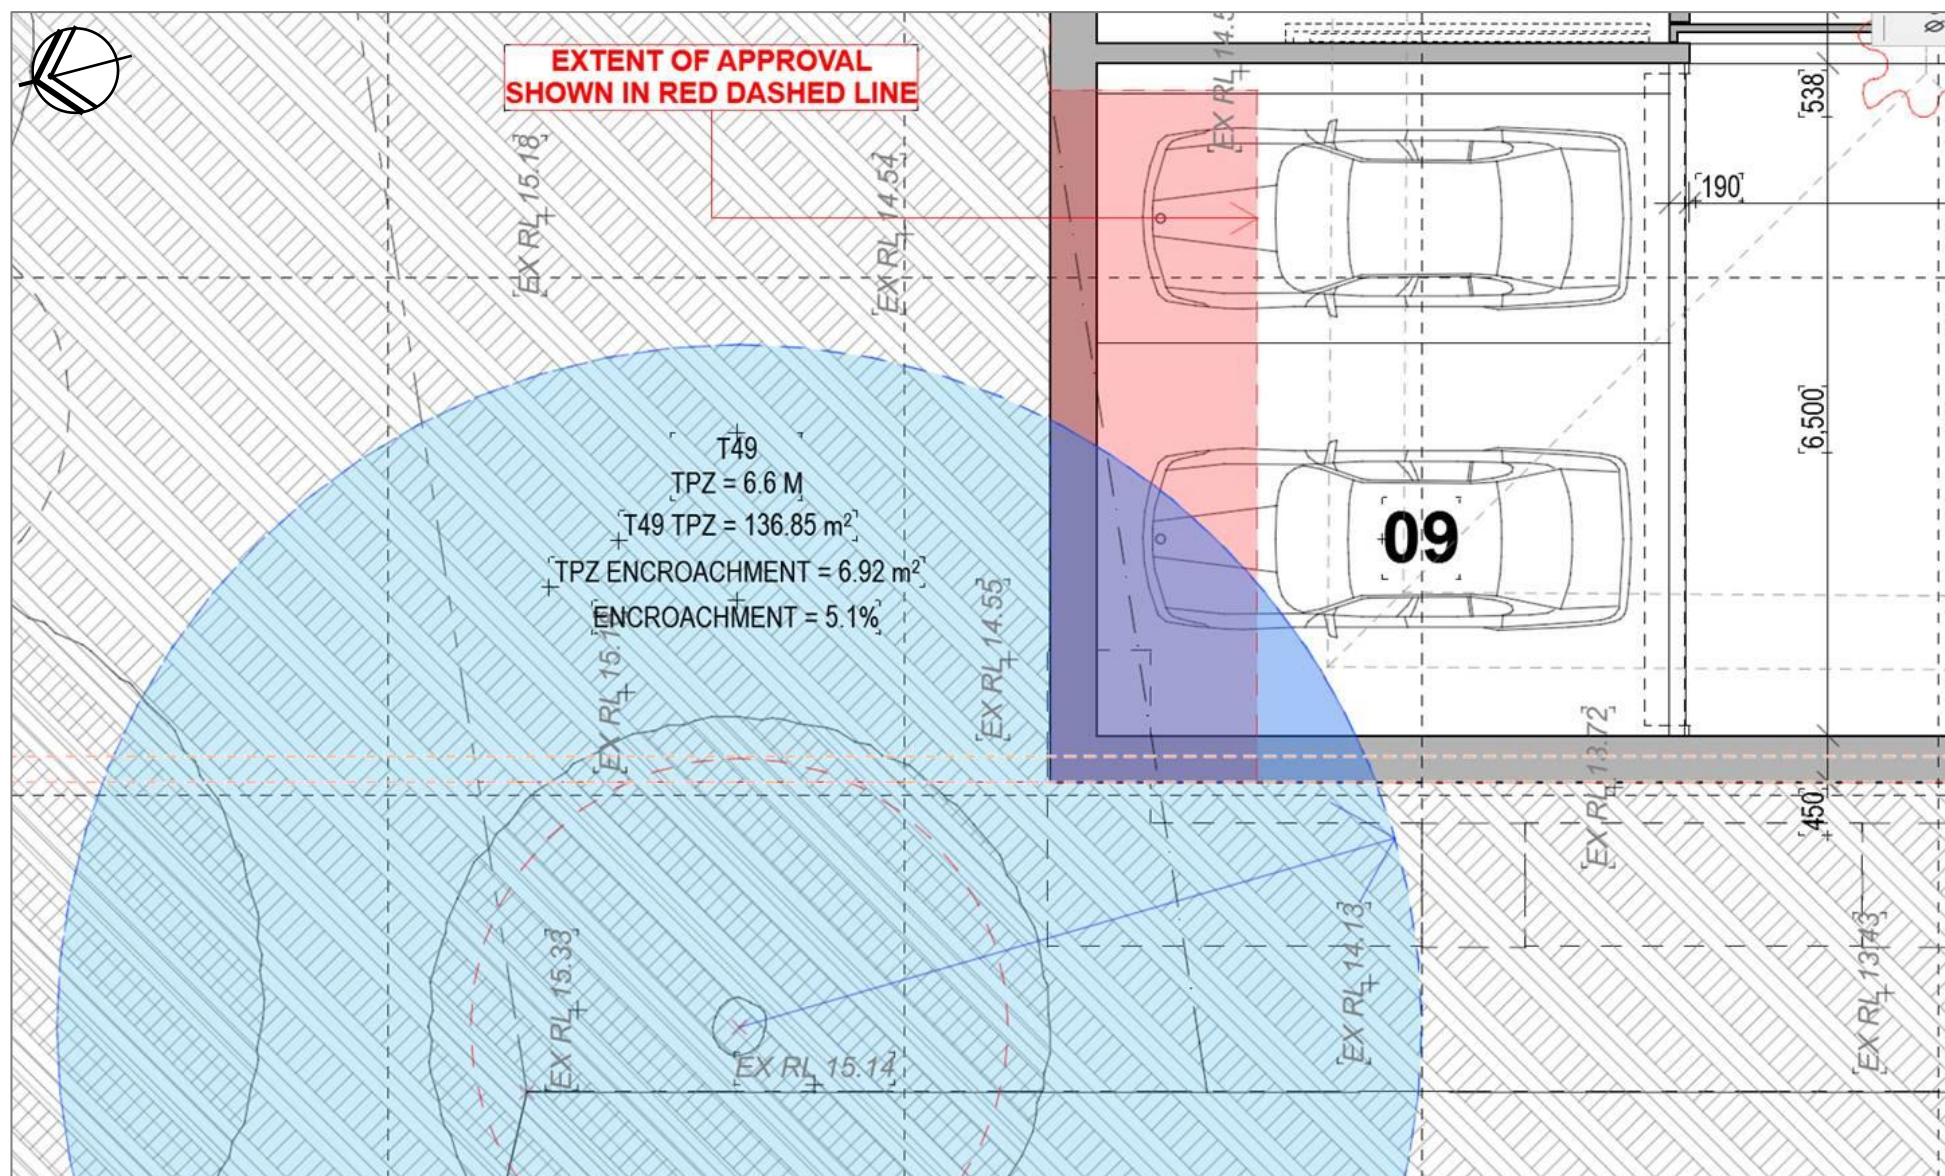 EXTENT OF APPROVAL
SHOWN IN RED DASHED LINE
EX RL 15.18
EX RL 14.54
538
190
T49
TPZ = 6.6 M
T49 TPZ = 136.85 m²
TPZ ENCROACHMENT = 6.92 m²
ENCROACHMENT = 5.1%
09
6,500
EX RL 14.55
EX RL 13.72
450
EX RL 15.33
EX RL 15.14
EX RL 14.13
EX RL 13.43